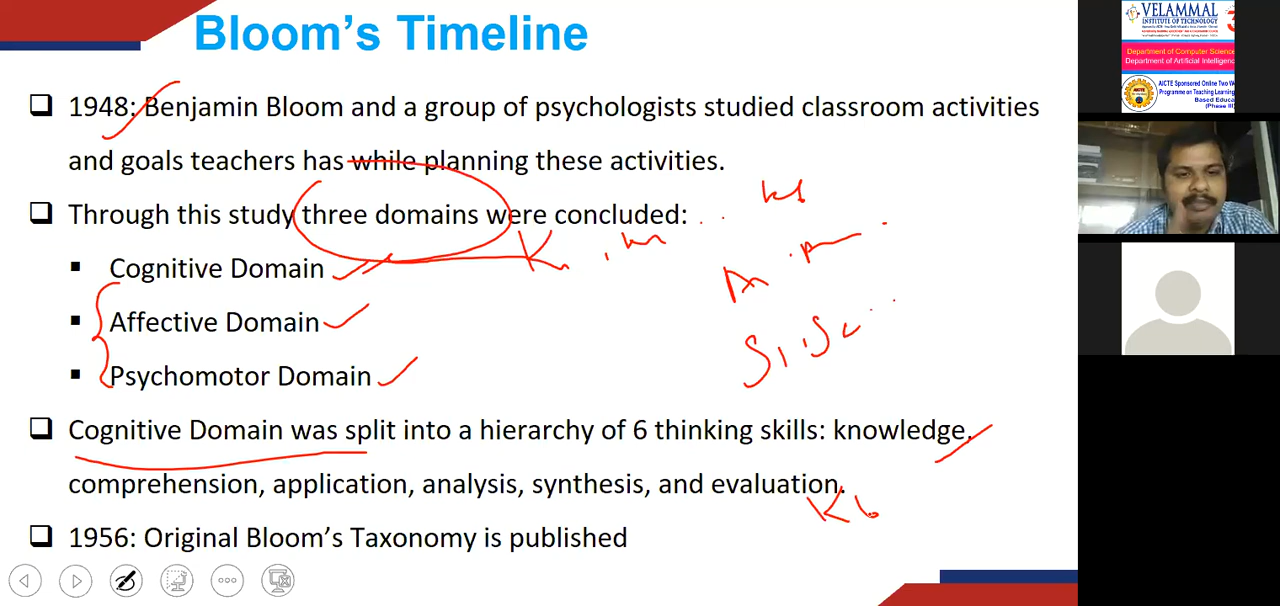 Bloom's Timeline
1948: Benjamin Bloom and a group of psychologists studied classroom activities
and goals teachers has while planning these activities.
Through this study three domains were concluded:
Cognitive Domain
Affective Domain
Psychomotor Domain
Cognitive Domain was split into a hierarchy of 6 thinking skills: knowledge,
comprehension, application, analysis, synthesis, and evaluation.
K6
1956: Original Bloom's Taxonomy is published
VELAMMAL
INSTITUTE OF TECHNOLOGY
Department of Computer Science
Department of Artificial Intelligenc
AICTE Sponsored Online Two
Programme on Teaching Learning
Based Educa
(Phase III)